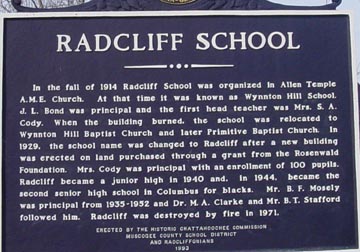 RADCLIFF SCHOOL
In the fall of 1914 Radcliff School was organized in Allen Temple
A.M.E. Church. At that time it was known as Wynnton Hill School.
J. L. Bond was principal and the first head teacher was Mrs. S. A.
Cody. When the building burned, the school was relocated to
Wynnton Hill Baptist Church and later Primitive Baptist Church. In
1929, the school name was changed to Radcliff after a new building
was erected on land purchased through a grant from the Rosenwald
Foundation. Mrs. Cody was principal with an enrollment of 100 pupils.
Radcliff became a junior high in 1940 and, in 1944, became the
second senior high school in Columbus for blacks. Mr. B. F. Mosely
was principal from 1935-1952 and Dr. M. A. Clarke and Mr. B. T. Stafford
followed him. Radcliff was destroyed by fire in 1971.
ERECTED BY THE HISTORIC CHATTAHOOCHEE COMMISSION
MUSCOGEE COUNTY SCHOOL DISTRICT
AND RADCLIFFONIANS
1993